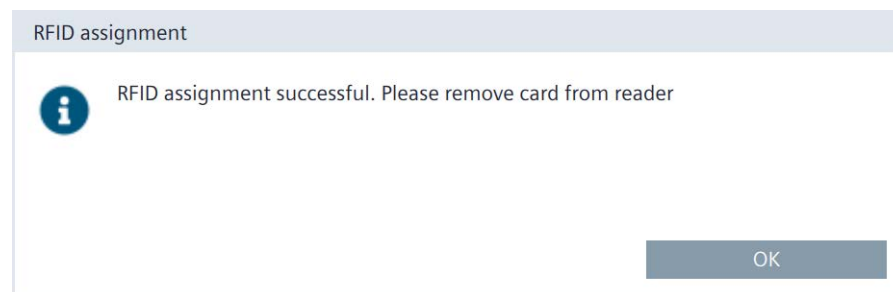 RFID assignment
RFID assignment successful. Please remove card from reader
OK